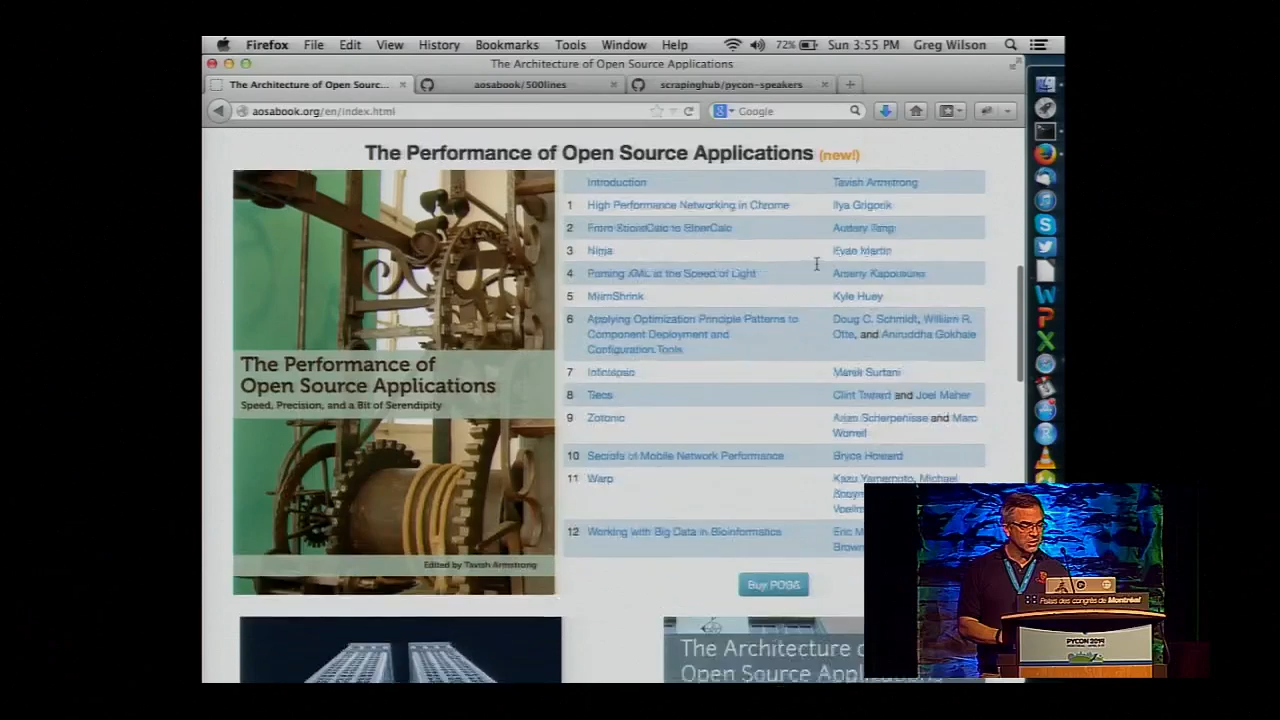 Firefox File Edit View History Bookmarks Tools Window Help 72% Sun 3:55 PM Greg Wilson
The Architecture of Open Source Applications
The Architecture of Open Sourc... aosabook/500lines scrapinghub/pycon-speakers
aosabook.org/en/index.html Google
The Performance of Open Source Applications (new!)
Introduction Tavish Armstrong
1 High Performance Networking in Chrome Ilya Grigorik
2 From SocialCalc to EtherCalc Audrey Tang
3 Ninja Evan Martin
4 Parsing XML at the Speed of Light Arseny Kapoulkine
5 MemShrink Kyle Huey
6 Applying Optimization Principle Patterns to Doug C. Schmidt, William R.
Component Deployment and Otte, and Aniruddha Gokhale
Configuration Tools
7 Infinispan Manik Surtani
8 Talos Clint Talbert and Joel Maher
9 Zotonic Arjan Scherpenisse and Marc
Worrell
10 Secrets of Mobile Network Performance Bryce Howard
11 Warp Kazu Yamamoto, Michael
12 Working with Big Data in Bioinformatics Eric
Brown
Buy POSA
The Performance of
Open Source Applications
Speed, Precision, and a Bit of Serendipity
Edited by Tavish Armstrong
The Architecture
Open Source Applications
Palais des congrès de Montréal
PYCON 2014